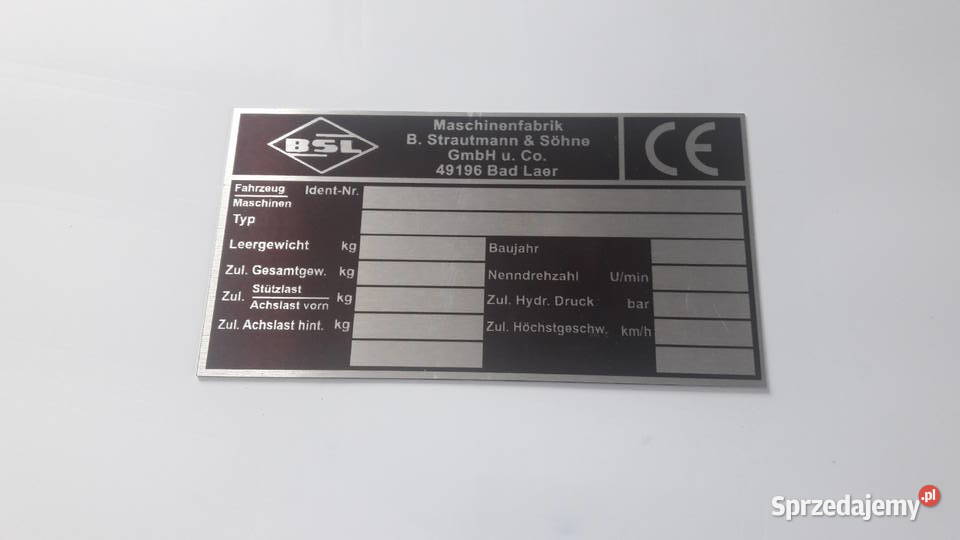 BSL
Maschinenfabrik
B. Strautmann & Söhne
GmbH u. Co.
49196 Bad Laer
CE
Fahrzeug
Maschinen
Ident-Nr.
Typ
Leergewicht kg
Baujahr
Zul. Gesamtgew. kg
Nenndrehzahl U/min
Zul. Stützlast
Achslast vorn kg
Zul. Hydr. Druck bar
Zul. Achslast hint. kg
Zul. Höchstgeschw. km/h
Sprzedajemy.pl